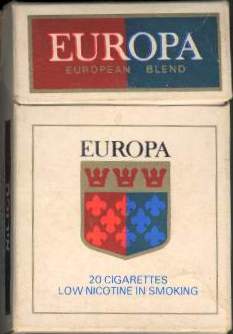 EUROPA
EUROPEAN BLEND
EUROPA
20 CIGARETTES
LOW NICOTINE IN SMOKING